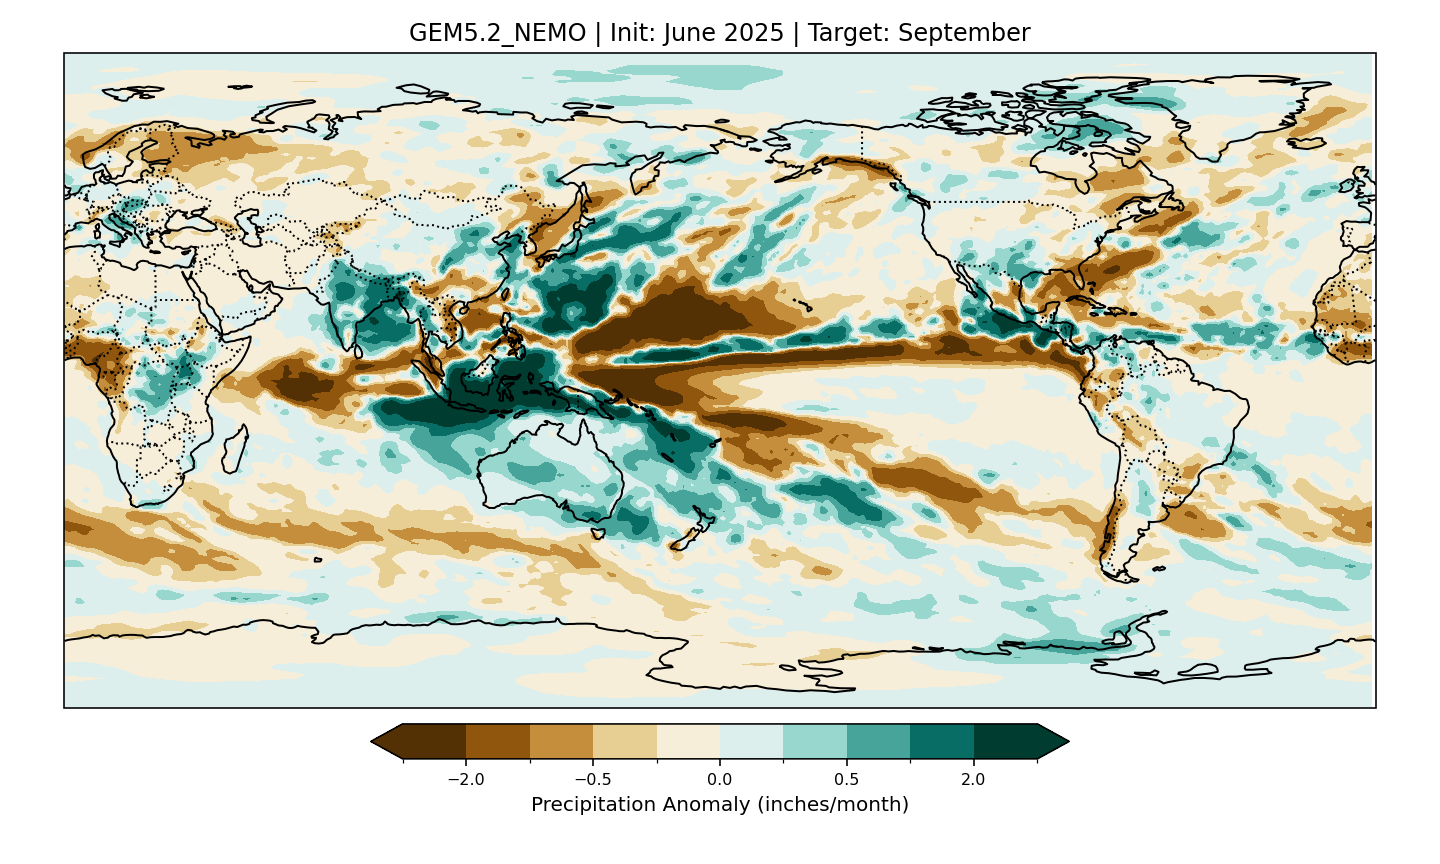 GEM5.2_NEMO | Init: June 2025 | Target: September
−2.0 −0.5 0.0 0.5 2.0
Precipitation Anomaly (inches/month)